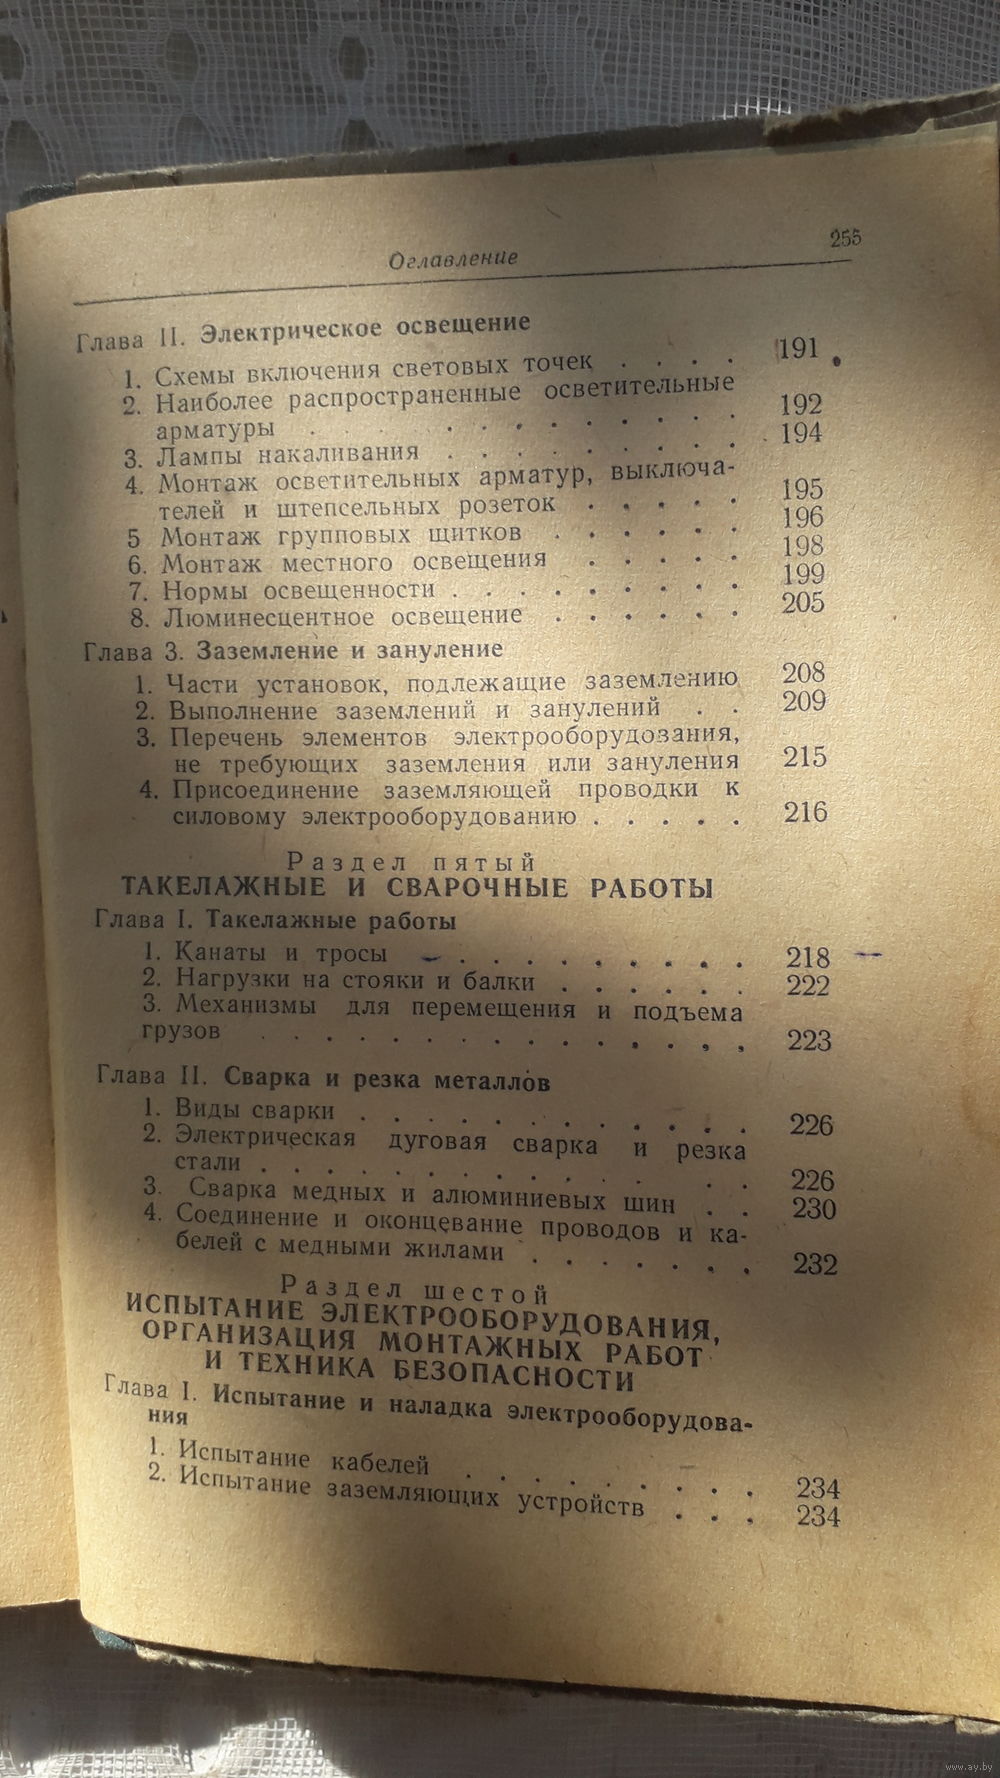 Оглавление 255
Глава II. Электрическое освещение
1. Схемы включения световых точек . . . . 191
2. Наиболее распространенные осветительные
арматуры . . . . . . . . . . . 192
3. Лампы накаливания . . . . . . . . . 194
4. Монтаж осветительных арматур, выключа-
телей и штепсельных розеток . . . . . 195
5 Монтаж групповых щитков . . . . . . 196
6. Монтаж местного освещения . . . . . 198
7. Нормы освещенности . . . . . . . . . 199
8. Люминесцентное освещение . . . . . . 205
Глава 3. Заземление и зануление
1. Части установок, подлежащие заземлению 208
2. Выполнение заземлений и занулений . . 209
3. Перечень элементов электрооборудования,
не требующих заземления или зануления 215
4. Присоединение заземляющей проводки к
силовому электрооборудованию . . . . . 216
Раздел пятый
ТАКЕЛАЖНЫЕ И СВАРОЧНЫЕ РАБОТЫ
Глава I. Такелажные работы
1. Канаты и тросы . . . . . . . . . 218
2. Нагрузки на стояки и балки . . . . . . 222
3. Механизмы для перемещения и подъема
грузов . . . . . . . . . . . . . . . 223
Глава II. Сварка и резка металлов
1. Виды сварки . . . . . . . . . . . . 226
2. Электрическая дуговая сварка и резка
стали . . . . . . . . . . . . . . 226
3. Сварка медных и алюминиевых шин . . 230
4. Соединение и оконцевание проводов и ка-
белей с медными жилами . . . . . . . 232
Раздел шестой
ИСПЫТАНИЕ ЭЛЕКТРООБОРУДОВАНИЯ,
ОРГАНИЗАЦИЯ МОНТАЖНЫХ РАБОТ
И ТЕХНИКА БЕЗОПАСНОСТИ
Глава I. Испытание и наладка электрооборудова-
ния
1. Испытание кабелей . . . . . . . . . 234
2. Испытание заземляющих устройств . . . 234
www.ay.by